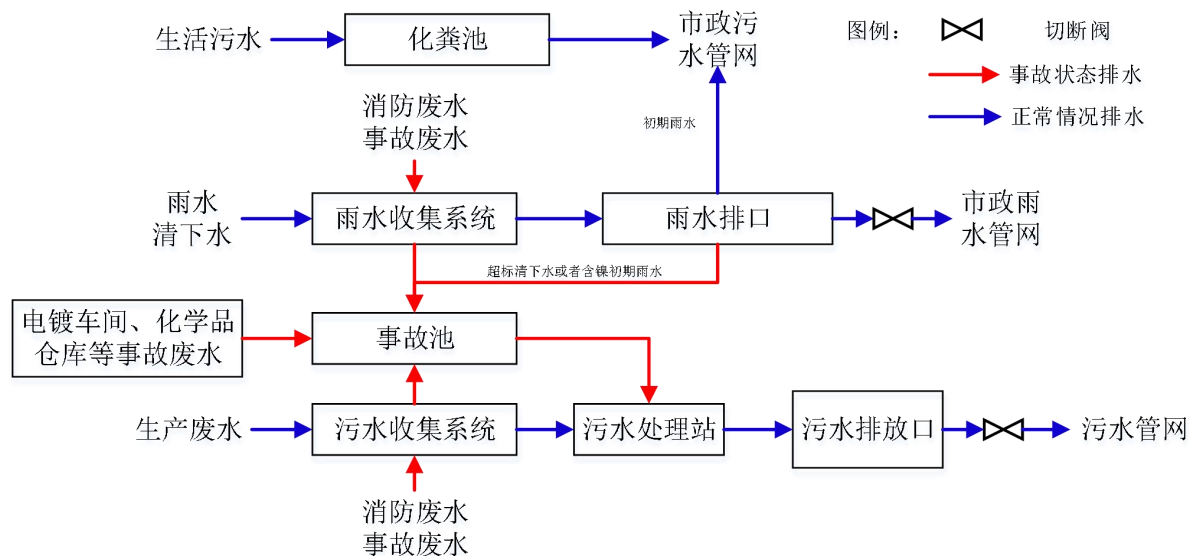 生活污水
化粪池
市政污
水管网
图例：
切断阀
事故状态排水
正常情况排水
消防废水
事故废水
初期雨水
雨水
清下水
雨水收集系统
雨水排口
市政雨
水管网
超标清下水或者含镍初期雨水
电镀车间、化学品
仓库等事故废水
事故池
生产废水
污水收集系统
污水处理站
污水排放口
污水管网
消防废水
事故废水